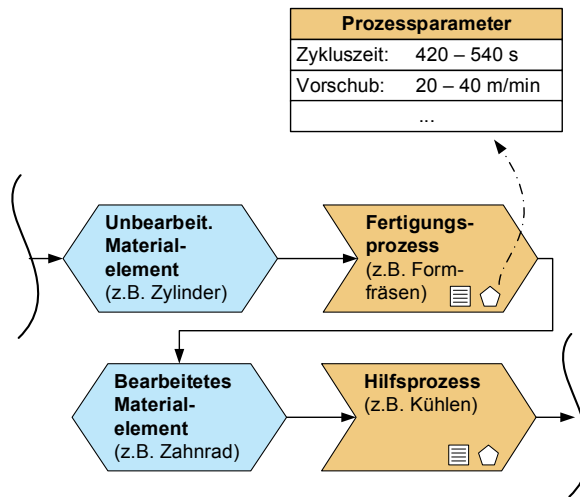 Prozessparameter
Zykluszeit: 420 – 540 s
Vorschub: 20 – 40 m/min
...
Unbearbeit.
Material-
element
(z.B. Zylinder)
Fertigungs-
prozess
(z.B. Form-
fräsen)
Bearbeitetes
Material-
element
(z.B. Zahnrad)
Hilfsprozess
(z.B. Kühlen)